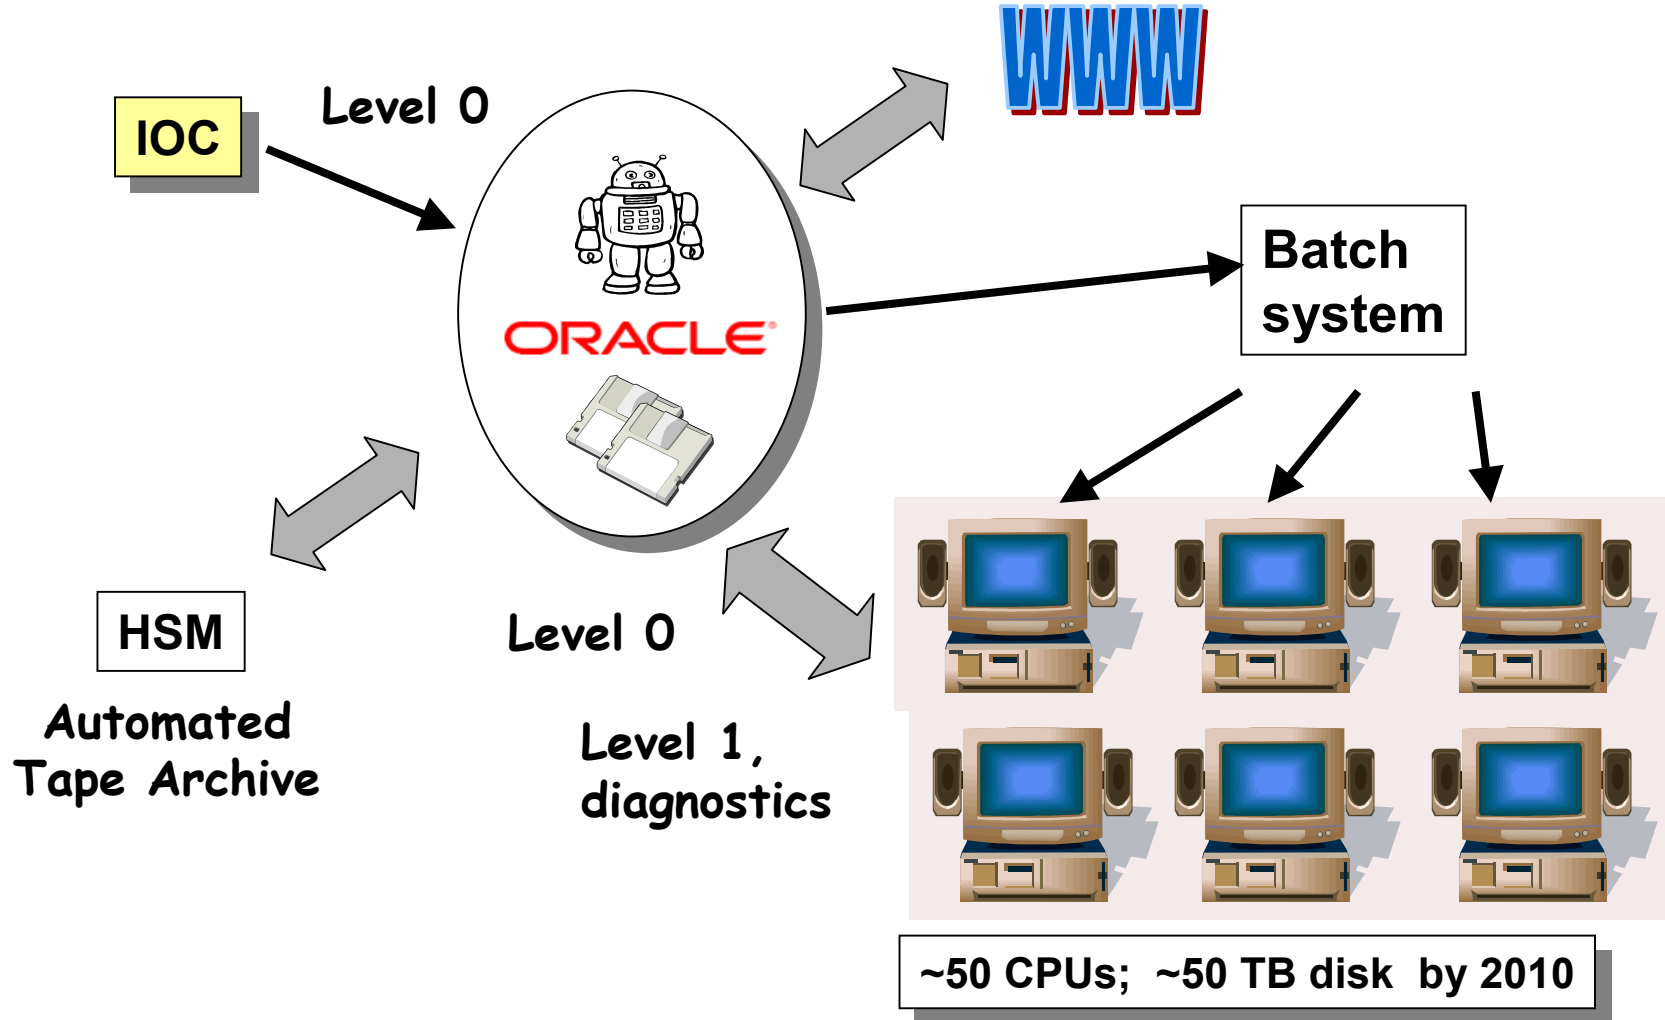 WWW
Level 0
IOC
Batch
system
ORACLE®
HSM
Level 0
Automated
Tape Archive
Level 1,
diagnostics
~50 CPUs; ~50 TB disk by 2010